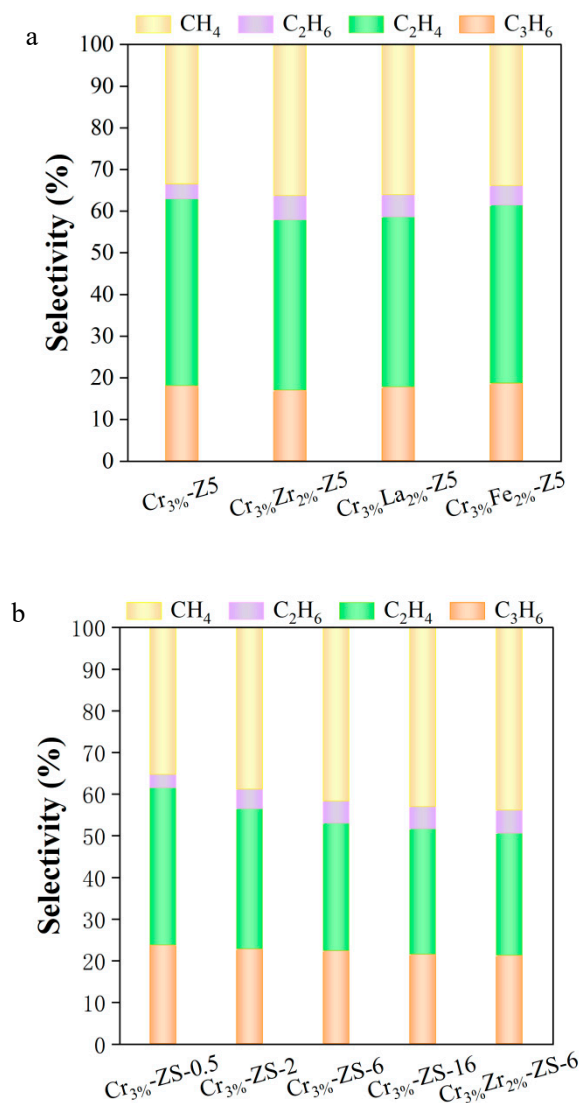 a
CH4 C2H6 C2H4 C3H6
100
90
80
70
60
50
40
30
20
10
0
Selectivity (%)
Cr3%-Z5
Cr3%Zr2%-Z5
Cr3%La2%-Z5
Cr3%Fe2%-Z5
b
CH4 C2H6 C2H4 C3H6
100
90
80
70
60
50
40
30
20
10
0
Selectivity (%)
Cr3%-ZS-0.5
Cr3%-ZS-2
Cr3%-ZS-6
Cr3%-ZS-16
Cr3%Zr2%-ZS-6